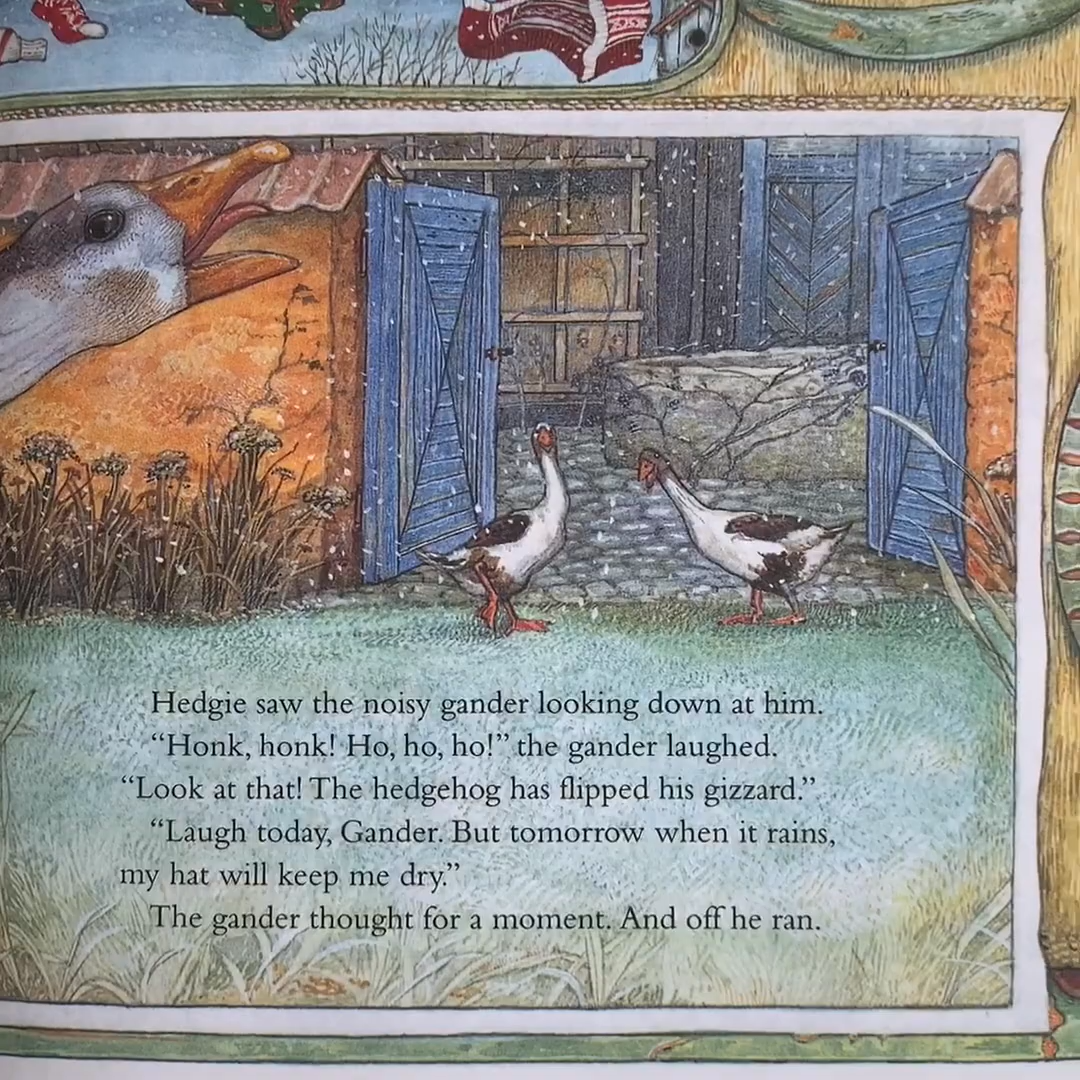 Hedgie saw the noisy gander looking down at him.
“Honk, honk! Ho, ho, ho!” the gander laughed.
“Look at that! The hedgehog has flipped his gizzard.”
“Laugh today, Gander. But tomorrow when it rains,
my hat will keep me dry.”
The gander thought for a moment. And off he ran.